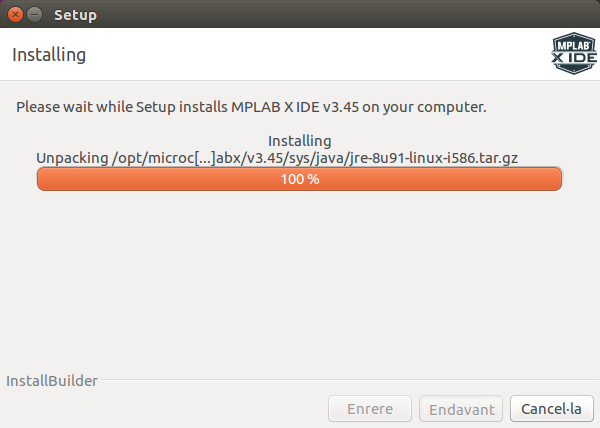 Setup
Installing
MPLAB
X IDE
Please wait while Setup installs MPLAB X IDE v3.45 on your computer.
Installing
Unpacking /opt/microc[...]abx/v3.45/sys/java/jre-8u91-linux-i586.tar.gz
100 %
InstallBuilder
Enrere
Endavant
Cancel·la